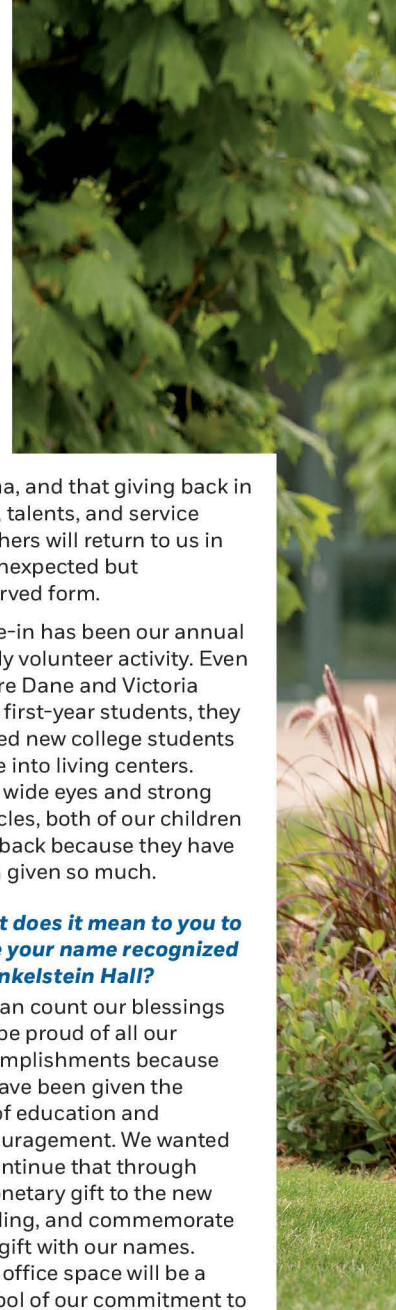 a, and that giving back in
, talents, and service
hers will return to us in
nexpected but
rved form.
e-in has been our annual
ly volunteer activity. Even
re Dane and Victoria
first-year students, they
ed new college students
e into living centers.
wide eyes and strong
cles, both of our children
back because they have
given so much.
t does it mean to you to
e your name recognized
nkelstein Hall?
an count our blessings
be proud of all our
mplishments because
ave been given the
of education and
uragement. We wanted
ntinue that through
netary gift to the new
ding, and commemorate
gift with our names.
office space will be a
bol of our commitment to